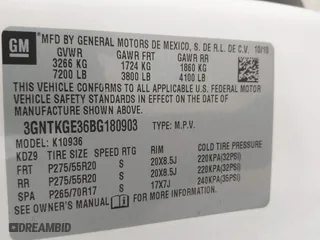 GM
MFD BY GENERAL MOTORS DE MEXICO, S. DE R.L. DE C.V. 10/10
GVWR GAWR FRT GAWR RR
3266 KG 1724 KG 1860 KG
7200 LB 3800 LB 4100 LB
THIS VEHICLE CONFORMS TO ALL APPLICABLE U.S. FEDERAL MOTOR
VEHICLE SAFETY STANDARDS IN EFFECT ON THE DATE OF
MANUFACTURE SHOWN ABOVE.
3GNTKGE36BG180903 TYPE: M.P.V.
MODEL: K10936
KDZ9 TIRE SIZE SPEED RTG RIM COLD TIRE PRESSURE
FRT P275/55R20 S 20X8.5J 220KPA(32PSI)
RR P275/55R20 S 20X8.5J 220KPA(32PSI)
SPA P265/70R17 S 17X7J 240KPA(35PSI)
SEE OWNER'S MANUAL FOR ADDITIONAL INFORMATION